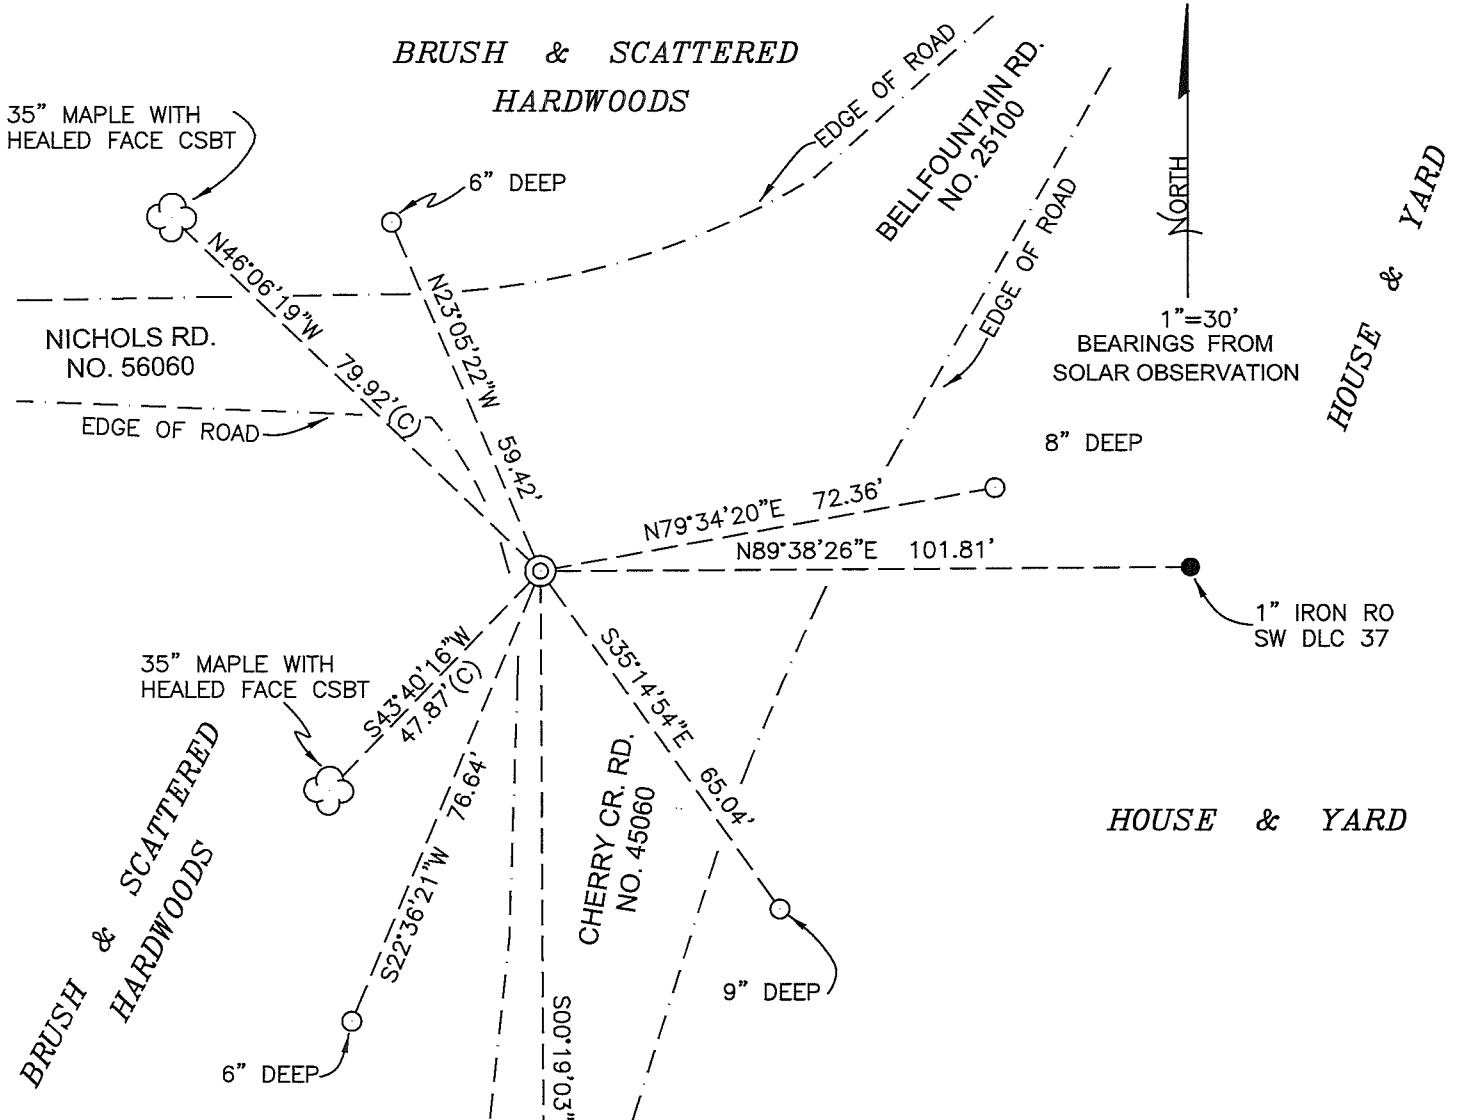 BRUSH & SCATTERED
HARDWOODS
35" MAPLE WITH
HEALED FACE CSBT
6" DEEP
EDGE OF ROAD
BELLFOUNTAIN RD.
NO. 25100
NORTH
HOUSE & YARD
N46°06'19"W 79.92'(C)
N23°05'22"W 59.42'
EDGE OF ROAD
1"=30'
BEARINGS FROM
SOLAR OBSERVATION
NICHOLS RD.
NO. 56060
EDGE OF ROAD
8" DEEP
N79°34'20"E 72.36'
N89°38'26"E 101.81'
1" IRON RO
SW DLC 37
35" MAPLE WITH
HEALED FACE CSBT
S43°40'16"W
47.87'(C)
S35°14'54"E 65.04'
S22°36'21"W 76.64'
CHERRY CR. RD.
NO. 45060
HOUSE & YARD
BRUSH & SCATTERED
HARDWOODS
9" DEEP
6" DEEP
S00°19'03"